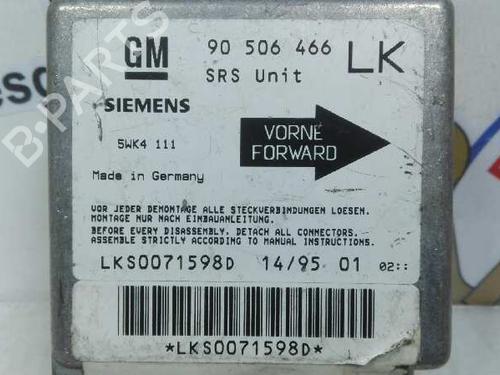 GM 90 506 466 LK
SRS Unit
SIEMENS
5WK4 111
VORNE
FORWARD
Made in Germany
VOR JEDER DEMONTAGE ALLE STECKVERBINDUNGEN LOESEN.
MONTAGE NUR NACH EINBAUANLEITUNG.
BEFORE EVERY DISASSEMBLY, DETACH ALL CONNECTORS.
ASSEMBLE STRICTLY ACCORDING TO MANUAL INSTRUCTIONS.
LKS0071598D 14/95 01 02::
*LKS0071598D*
B-PARTS